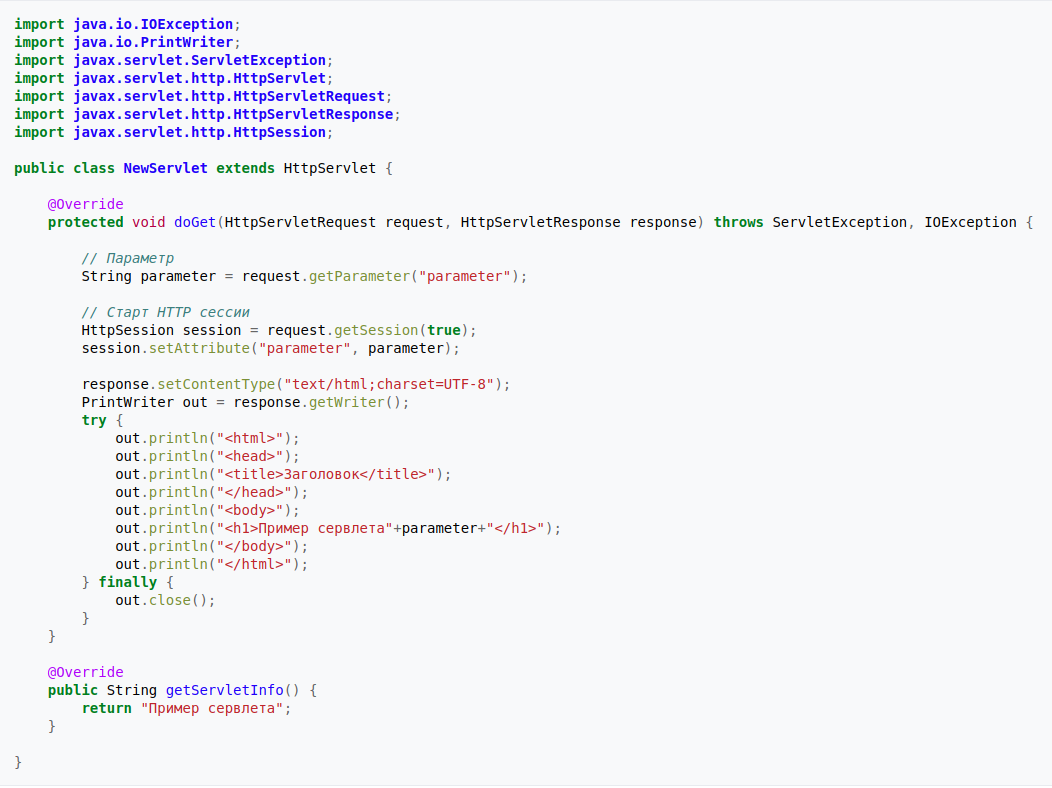 import java.io.IOException;
import java.io.PrintWriter;
import javax.servlet.ServletException;
import javax.servlet.http.HttpServlet;
import javax.servlet.http.HttpServletRequest;
import javax.servlet.http.HttpServletResponse;
import javax.servlet.http.HttpSession;

public class NewServlet extends HttpServlet {

    @Override
    protected void doGet(HttpServletRequest request, HttpServletResponse response) throws ServletException, IOException {

        // Параметр
        String parameter = request.getParameter("parameter");

        // Старт HTTP сессии
        HttpSession session = request.getSession(true);
        session.setAttribute("parameter", parameter);

        response.setContentType("text/html;charset=UTF-8");
        PrintWriter out = response.getWriter();
        try {
            out.println("<html>");
            out.println("<head>");
            out.println("<title>Заголовок</title>");
            out.println("</head>");
            out.println("<body>");
            out.println("<h1>Пример сервлета"+parameter+"</h1>");
            out.println("</body>");
            out.println("</html>");
        } finally {
            out.close();
        }
    }

    @Override
    public String getServletInfo() {
        return "Пример сервлета";
    }

}